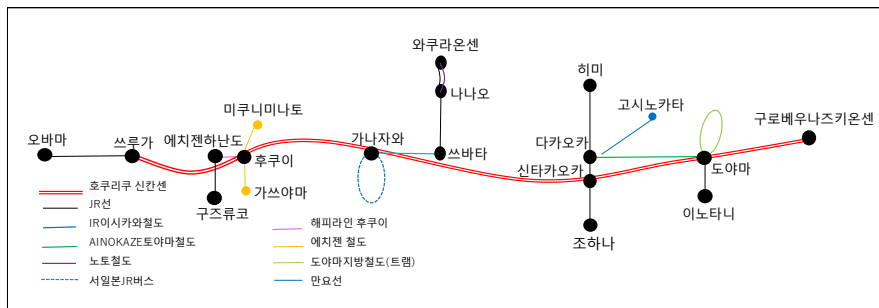 와쿠라온센
히미
나나오
고시노카타
미쿠니미나토
구로베우나즈키온센
오바마
쓰루가
에치젠하난도
가나자와
다카오카
후쿠이
쓰바타
신타카오카
도야마
가쓰야마
구즈류코
이노타니
조하나
호쿠리쿠 신칸센
JR선
IR이시카와철도
AINOKAZE토야마철도
노토철도
서일본JR버스
해피라인 후쿠이
에치젠 철도
도야마지방철도(트램)
만요선